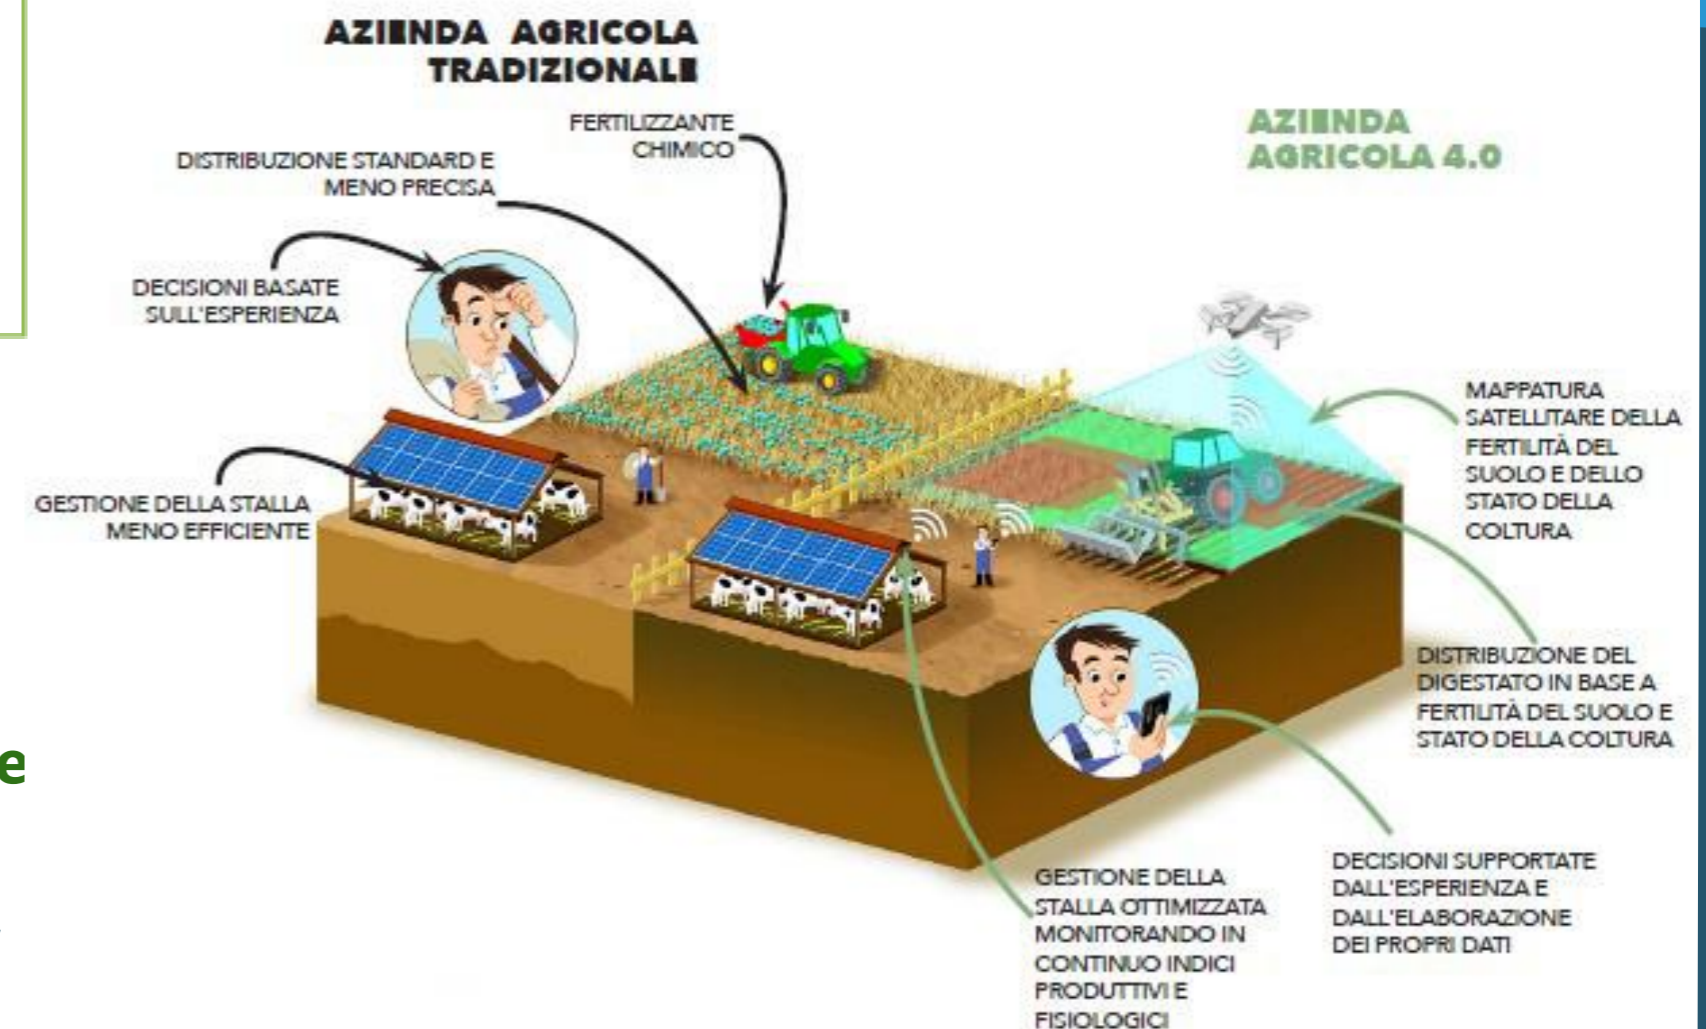 AZIENDA AGRICOLA
TRADIZIONALE
FERTILIZZANTE
CHIMICO
DISTRIBUZIONE STANDARD E
MENO PRECISA
DECISIONI BASATE
SULL'ESPERIENZA
GESTIONE DELLA STALLA
MENO EFFICIENTE
AZIENDA
AGRICOLA 4.0
MAPPATURA
SATELLITARE DELLA
FERTILITÀ DEL
SUOLO E DELLO
STATO DELLA
COLTURA
DISTRIBUZIONE DEL
DIGESTATO IN BASE A
FERTILITÀ DEL SUOLO E
STATO DELLA COLTURA
DECISIONI SUPPORTATE
DALL'ESPERIENZA E
DALL'ELABORAZIONE
DEI PROPRI DATI
GESTIONE DELLA
STALLA OTTIMIZZATA
MONITORANDO IN
CONTINUO INDICI
PRODUTTIVI E
FISIOLOGICI
e